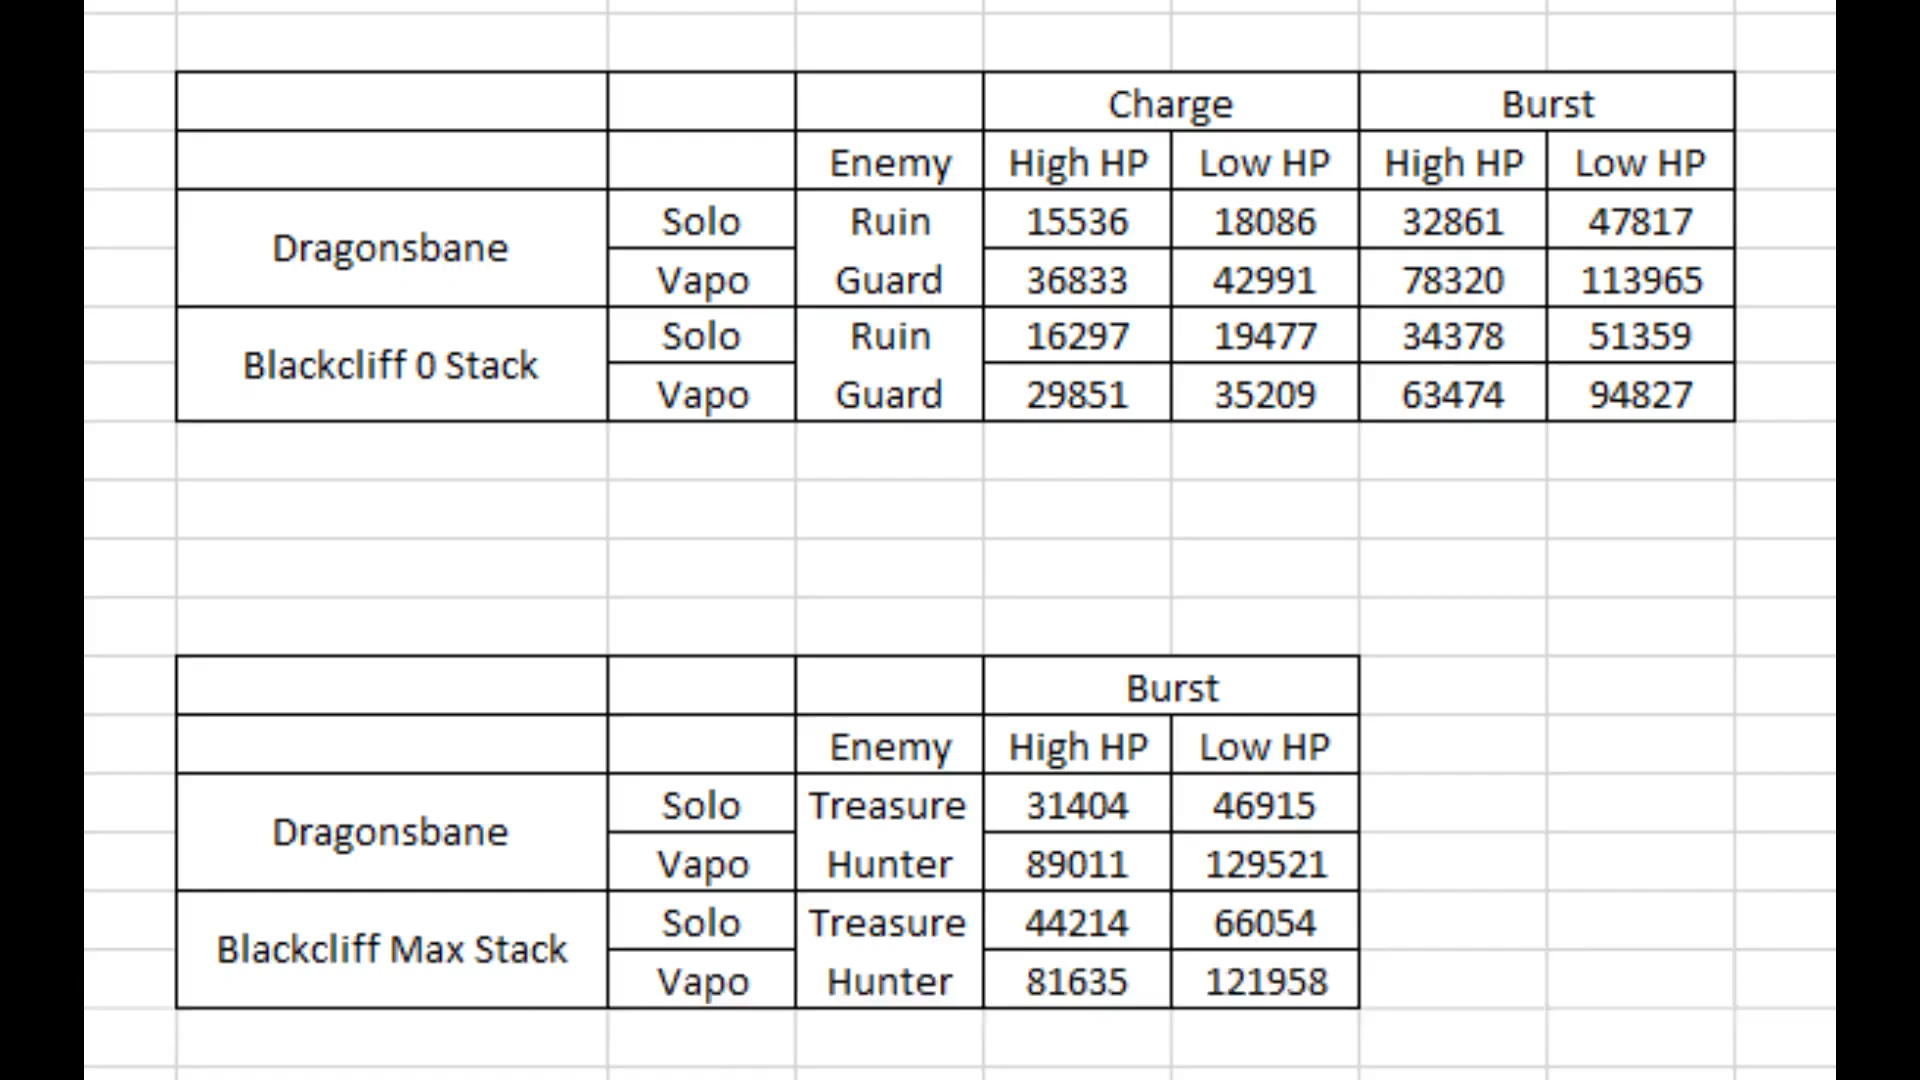 Charge Burst
Enemy High HP Low HP High HP Low HP
Dragonsbane Solo Ruin 15536 18086 32861 47817
Vapo Guard 36833 42991 78320 113965
Blackcliff 0 Stack Solo Ruin 16297 19477 34378 51359
Vapo Guard 29851 35209 63474 94827
Burst
Enemy High HP Low HP
Dragonsbane Solo Treasure 31404 46915
Vapo Hunter 89011 129521
Blackcliff Max Stack Solo Treasure 44214 66054
Vapo Hunter 81635 121958